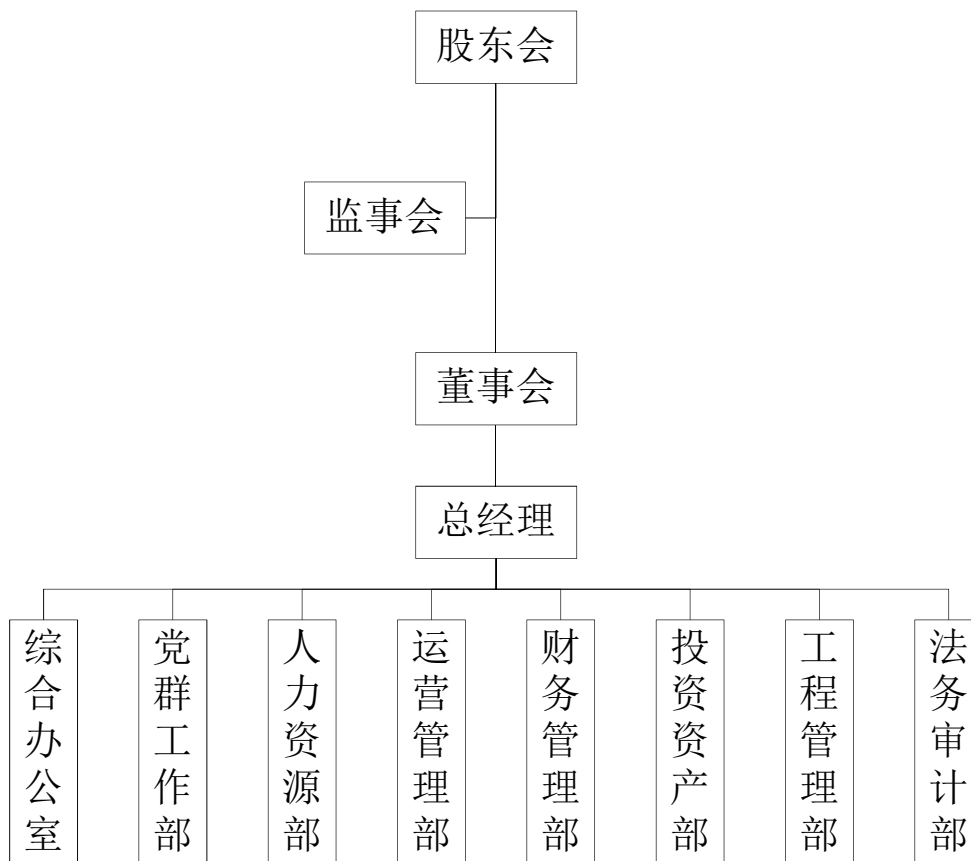 股东会
监事会
董事会
总经理
综合办公室
党群工作部
人力资源部
运营管理部
财务管理部
投资资产部
工程管理部
法务审计部